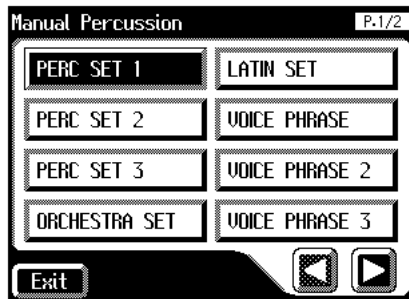 Manual Percussion P.1/2
PERC SET 1 LATIN SET
PERC SET 2 VOICE PHRASE
PERC SET 3 VOICE PHRASE 2
ORCHESTRA SET VOICE PHRASE 3
Exit